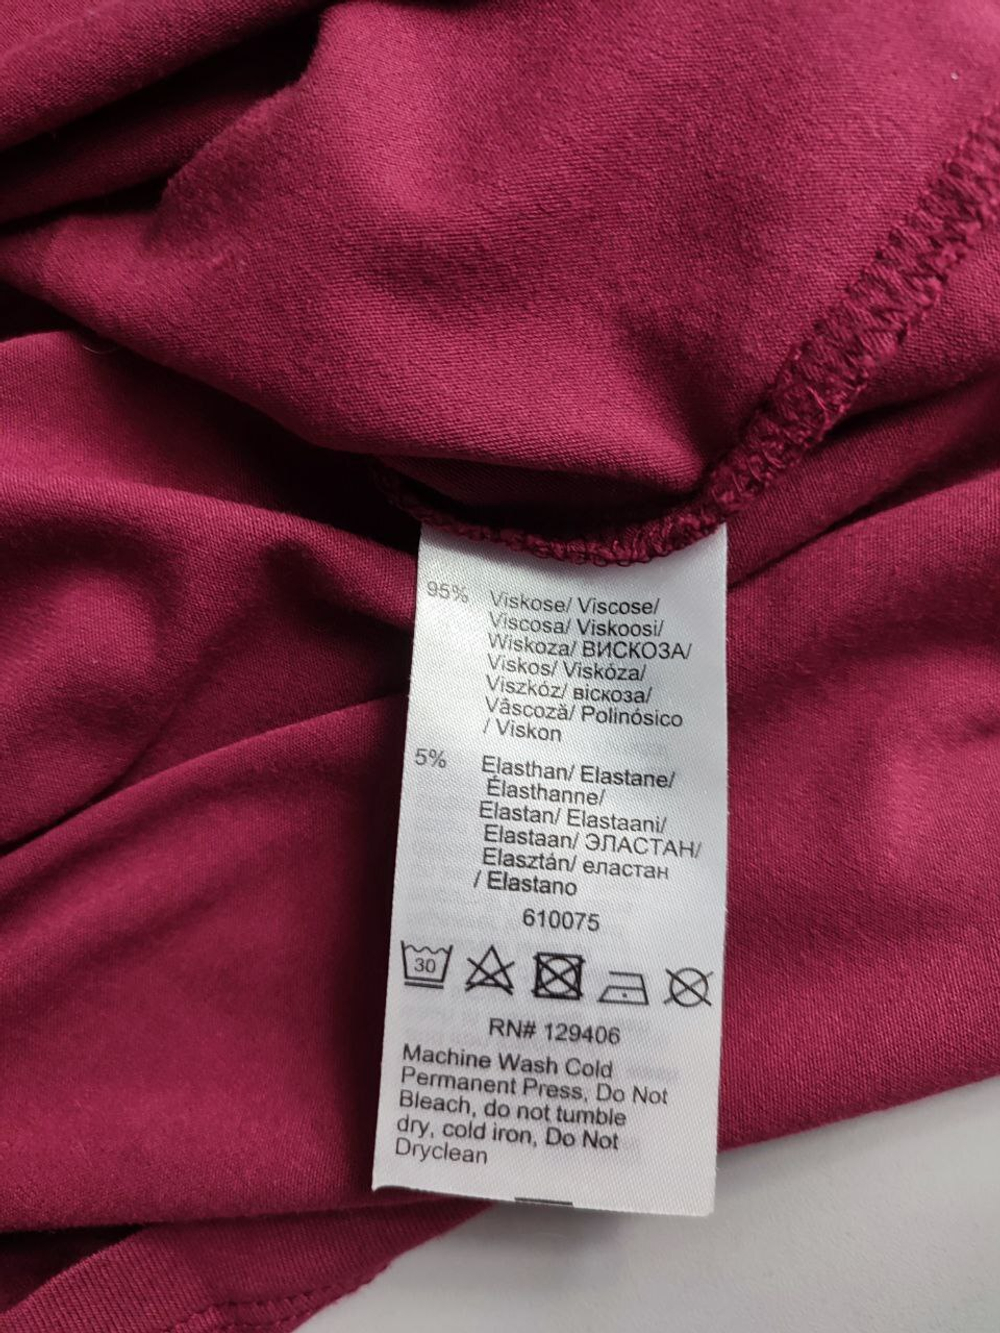 95% Viskose/ Viscose/
Viscosa/ Viskoosi/
Wiskoza/ ВИСКОЗА/
Viskos/ Viskóza/
Viszkóz/ віскоза/
Vâscoză/ Polinósico
/ Viskon
5% Elasthan/ Elastane/
Élasthanne/
Elastan/ Elastaani/
Elastaan/ ЭЛАСТАН/
Elasztán/ еластан
/ Elastano
610075
30
RN# 129406
Machine Wash Cold
Permanent Press, Do Not
Bleach, do not tumble
dry, cold iron, Do Not
Dryclean